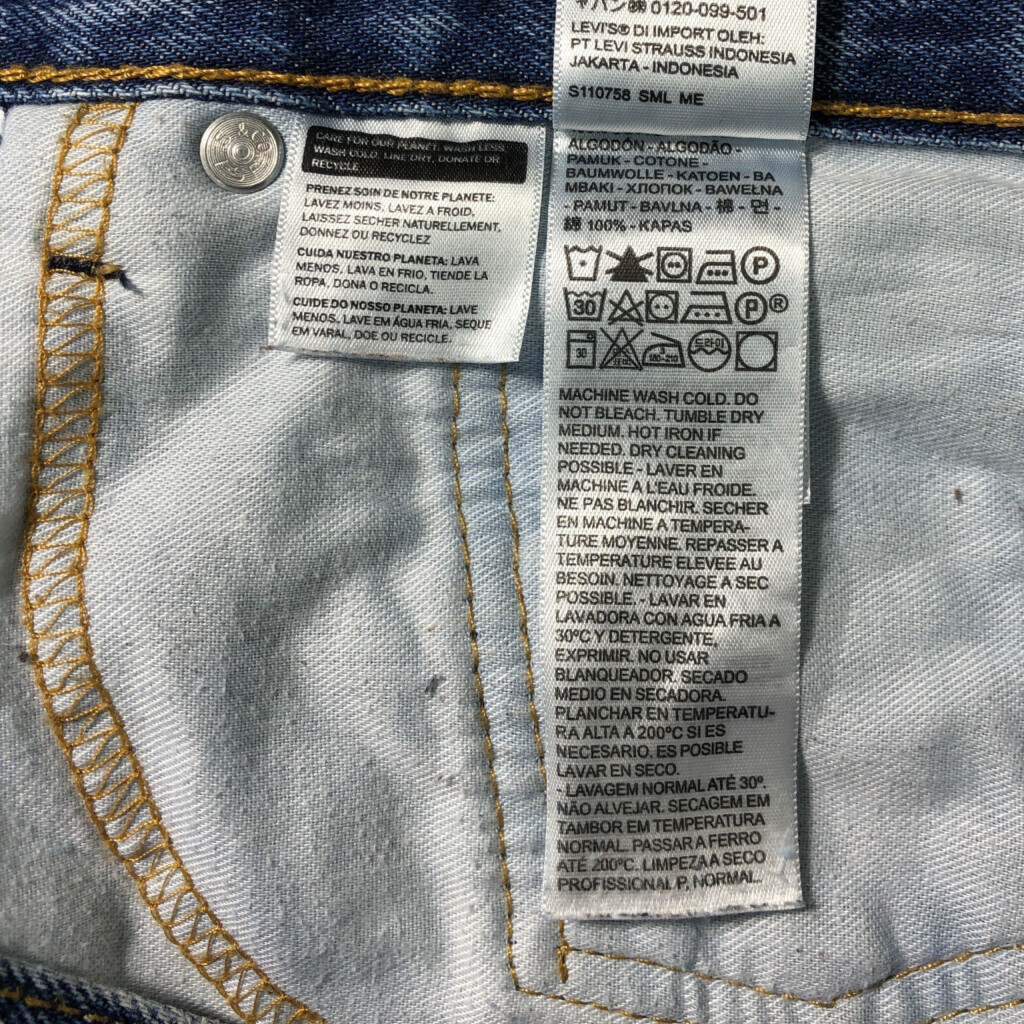 0120-099-501
LEVI'S® DI IMPORT OLEH:
PT LEVI STRAUSS INDONESIA
JAKARTA - INDONESIA
S110758 SML ME
CARE FOR OUR PLANET: WASH LESS,
WASH COLD, LINE DRY, DONATE OR
RECYCLE
PRENEZ SOIN DE NOTRE PLANETE:
LAVEZ MOINS, LAVEZ A FROID,
LAISSEZ SECHER NATURELLEMENT,
DONNEZ OU RECYCLEZ
CUIDA NUESTRO PLANETA: LAVA
MENOS, LAVA EN FRIO, TIENDE LA
ROPA, DONA O RECICLA.
CUIDE DO NOSSO PLANETA: LAVE
MENOS, LAVE EM ÁGUA FRIA, SEQUE
EM VARAL, DOE OU RECICLE.
ALGODÓN - ALGODÃO -
PAMUK - COTONE -
BAUMWOLLE - KATOEN - BA
MBAKI - ХЛОПОК - BAWEŁNA
- PAMUT - BAVLNA - 棉 - 면 -
綿 100% - KAPAS
P
30 P®
30 180-210 드라이
MACHINE WASH COLD. DO
NOT BLEACH. TUMBLE DRY
MEDIUM. HOT IRON IF
NEEDED. DRY CLEANING
POSSIBLE - LAVER EN
MACHINE A L'EAU FROIDE.
NE PAS BLANCHIR. SECHER
EN MACHINE A TEMPERA-
TURE MOYENNE. REPASSER A
TEMPERATURE ELEVEE AU
BESOIN. NETTOYAGE A SEC
POSSIBLE. - LAVAR EN
LAVADORA CON AGUA FRIA A
30ºC Y DETERGENTE,
EXPRIMIR. NO USAR
BLANQUEADOR. SECADO
MEDIO EN SECADORA.
PLANCHAR EN TEMPERATU-
RA ALTA A 200ºC SI ES
NECESARIO. ES POSIBLE
LAVAR EN SECO.
- LAVAGEM NORMAL ATÉ 30º.
NÃO ALVEJAR. SECAGEM EM
TAMBOR EM TEMPERATURA
NORMAL. PASSAR A FERRO
ATÉ 200ºC. LIMPEZA A SECO
PROFISSIONAL P, NORMAL.